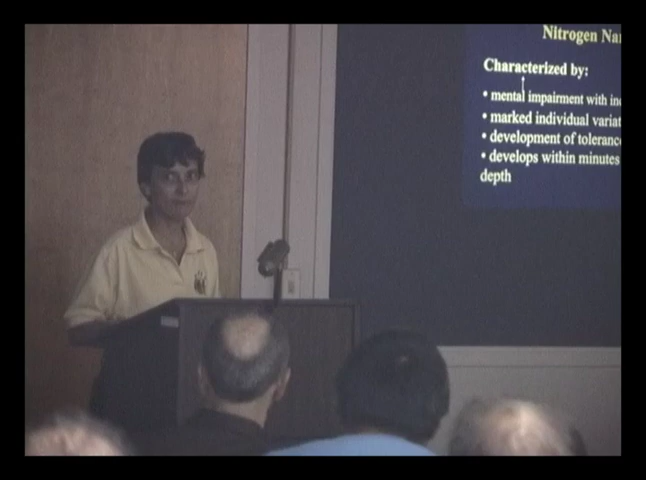 Nitrogen Na
Characterized by:
• mental impairment with in
• marked individual variat
• development of toleranc
• develops within minutes
depth